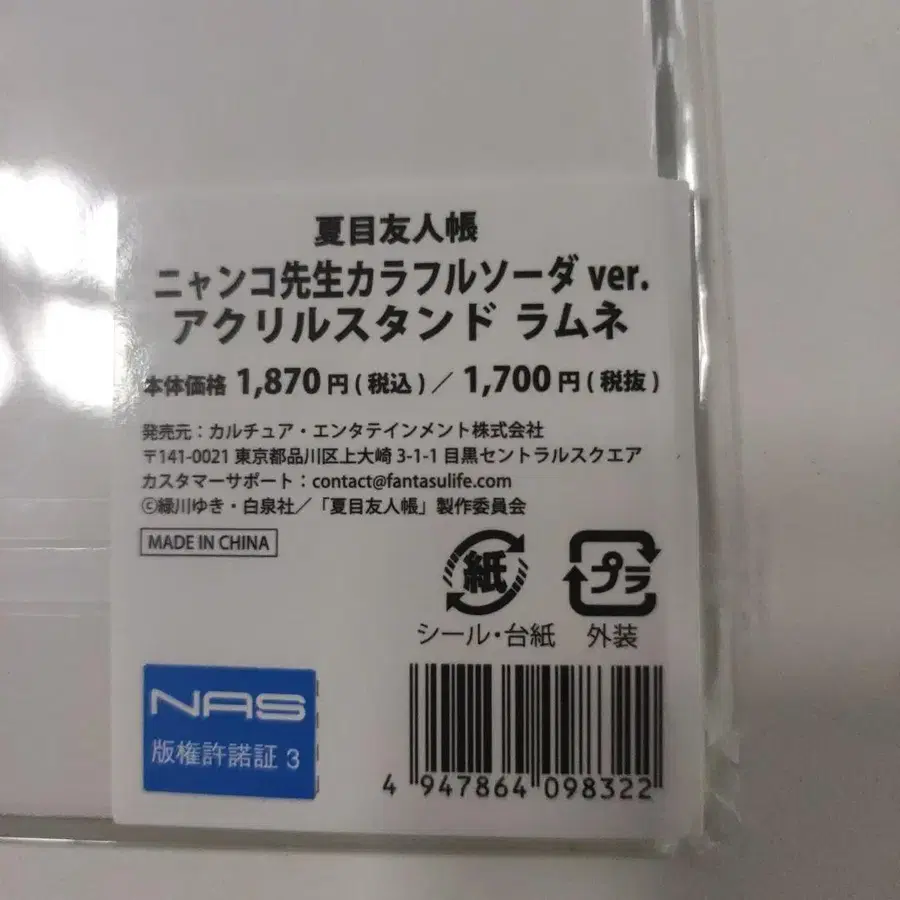 夏目友人帳
ニャンコ先生カラフルソーダ ver.
アクリルスタンド ラムネ
本体価格 1,870 円 ( 税込 ) ／ 1,700 円 ( 税抜 )
発売元：カルチュア・エンタテインメント株式会社
〒141-0021 東京都品川区上大崎 3-1-1 目黒セントラルスクエア
カスタマーサポート：contact@fantasulife.com
©緑川ゆき・白泉社／「夏目友人帳」製作委員会
MADE IN CHINA
紙 プラ
シール・台紙 外装
NAS
版権許諾証 3
4 947864 098322